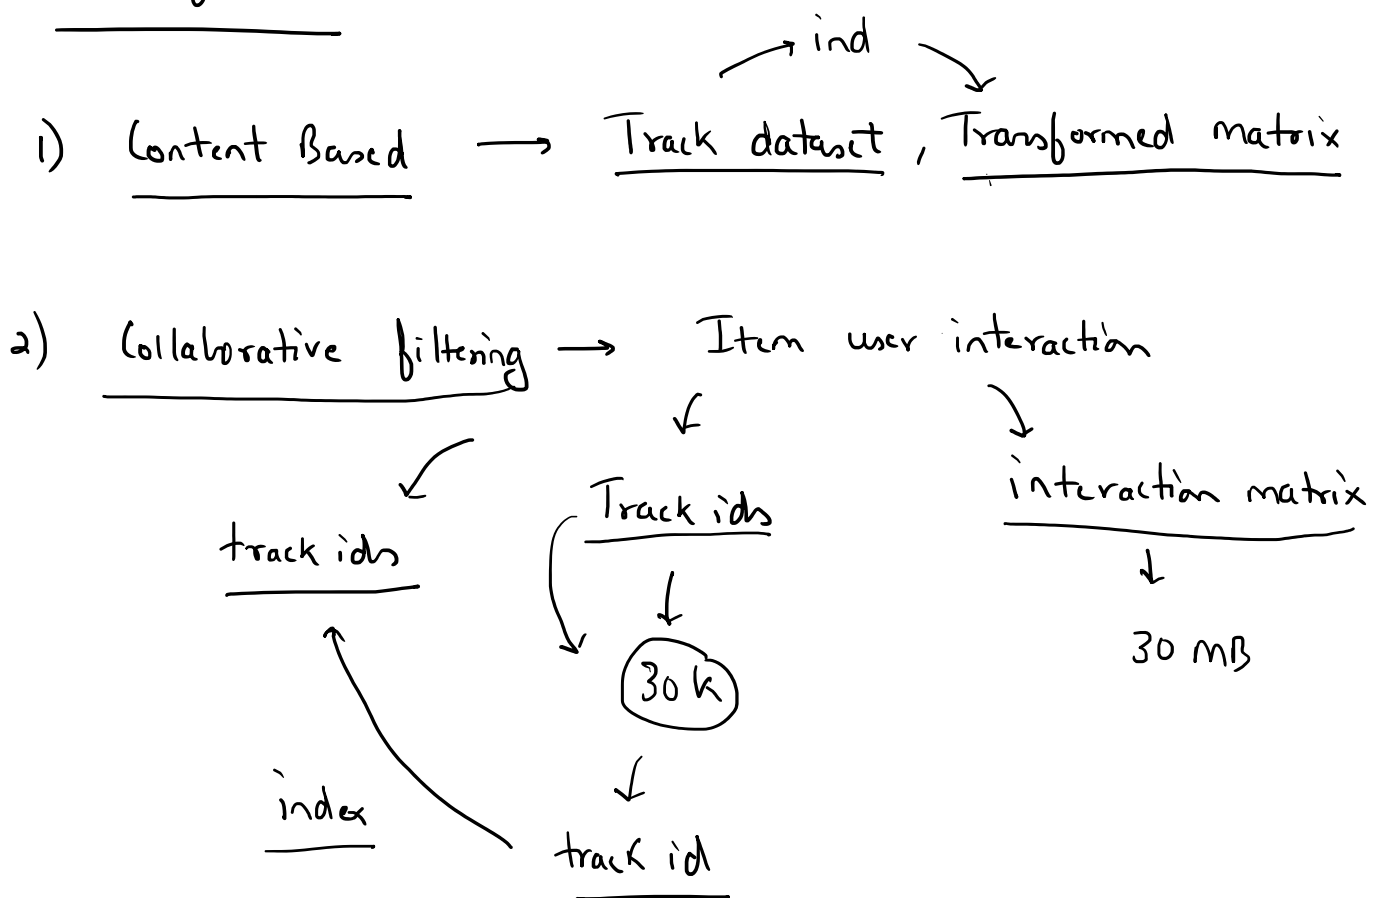 ind
1) Content Based → Track dataset , Transformed matrix
2) Collaborative filtering → Item user interaction
Track ids
interaction matrix
track ids
30 MB
30 k
index
track id